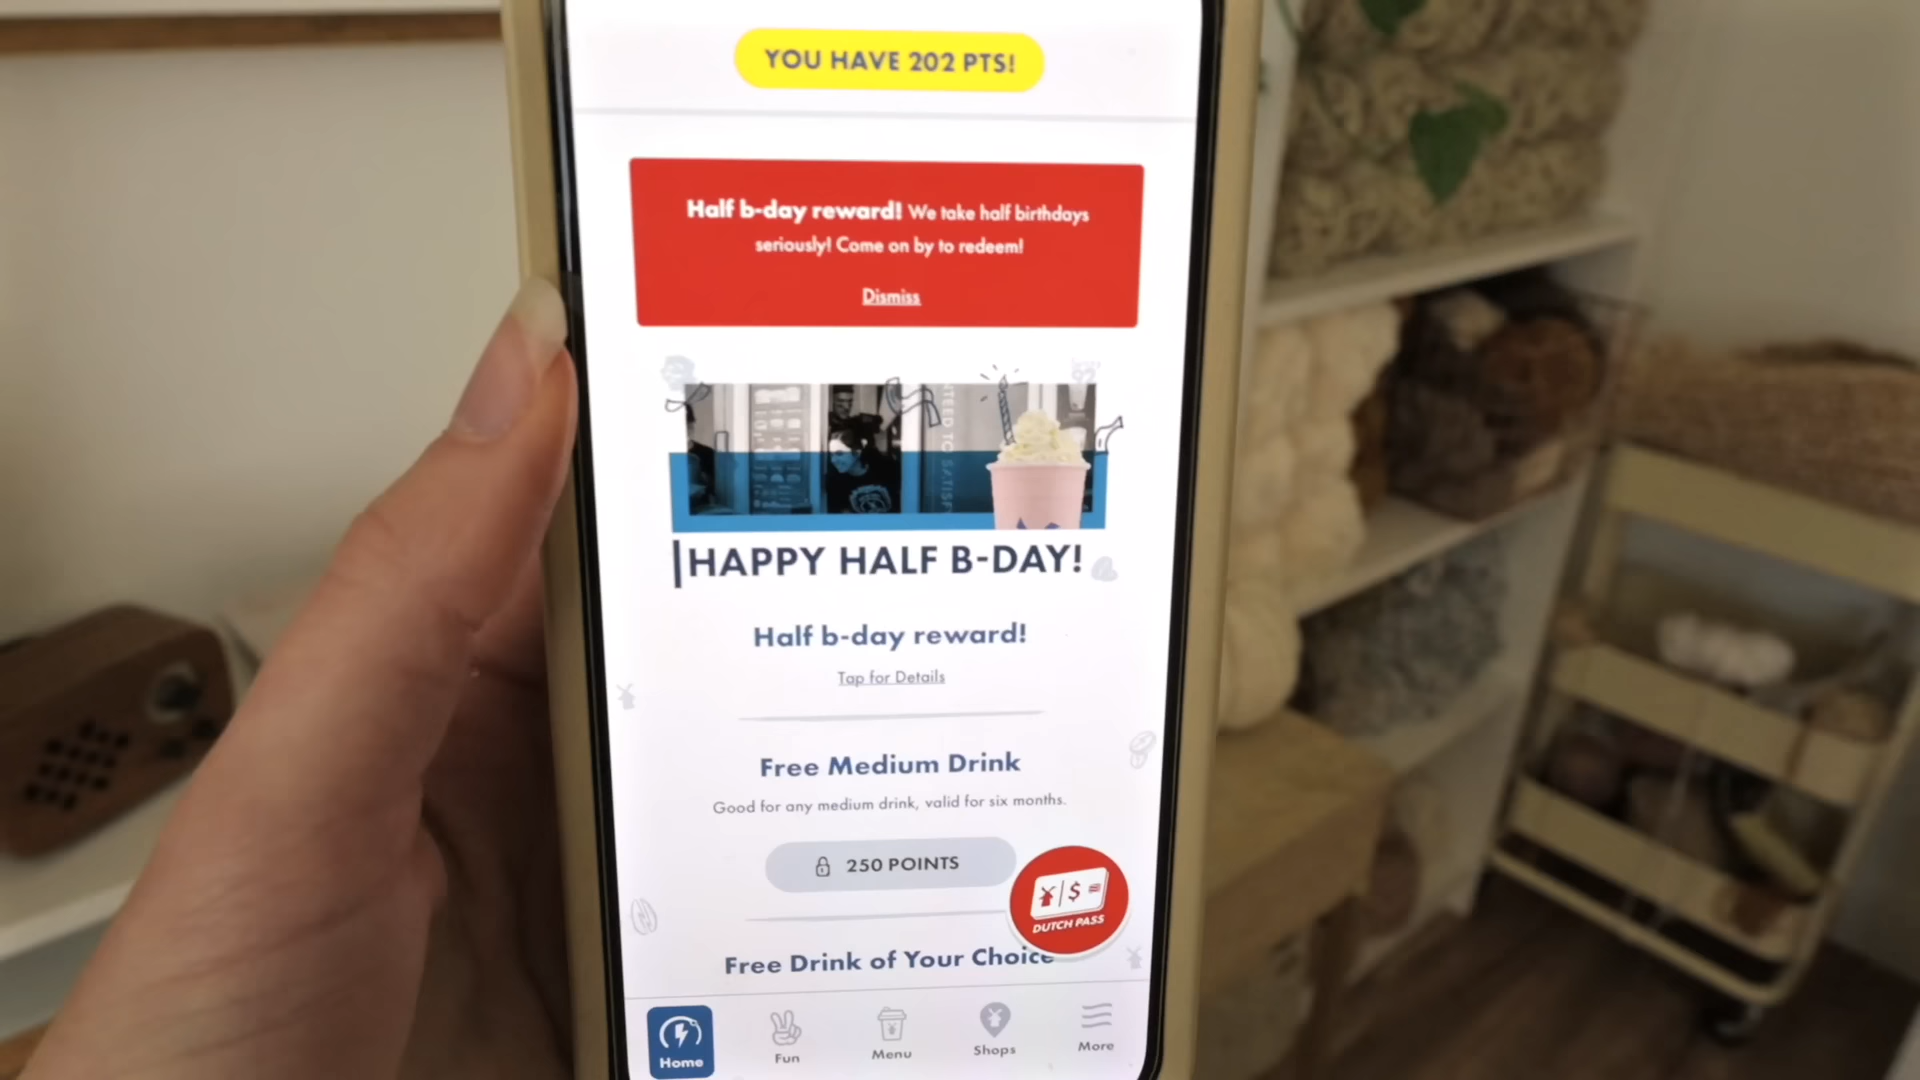 YOU HAVE 202 PTS!
Half b-day reward! We take half birthdays
seriously! Come on by to redeem!
Dismiss
HAPPY HALF B-DAY!
Half b-day reward!
Tap for Details
Free Medium Drink
Good for any medium drink, valid for six months.
250 POINTS
$
DUTCH PASS
Free Drink of Your Choice
Home
Fun
Menu
Shops
More